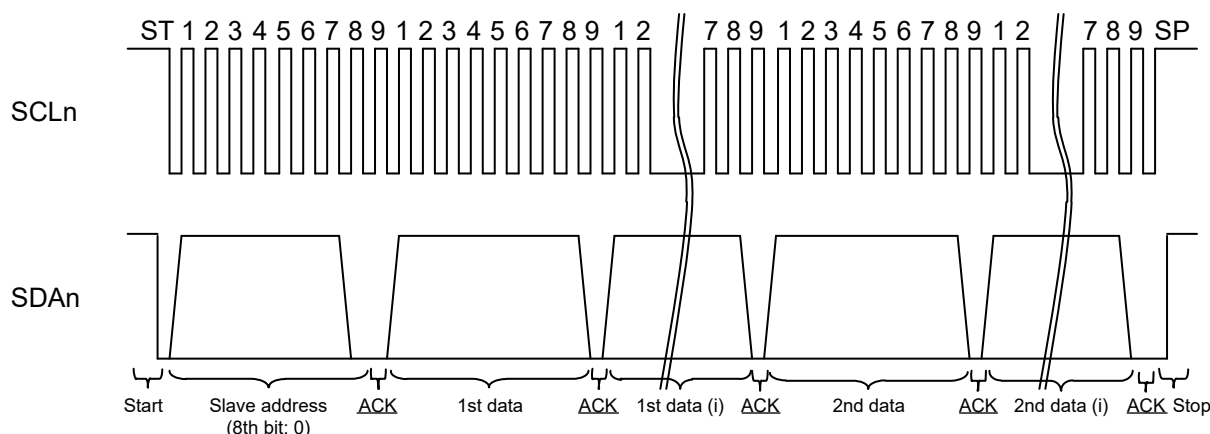 ST 1 2 3 4 5 6 7 8 9 1 2 3 4 5 6 7 8 9 1 2 7 8 9 1 2 3 4 5 6 7 8 9 1 2 7 8 9 SP
SCLn
SDAn
Start Slave address ACK 1st data ACK 1st data (i) ACK 2nd data ACK 2nd data (i) ACK Stop
(8th bit: 0)